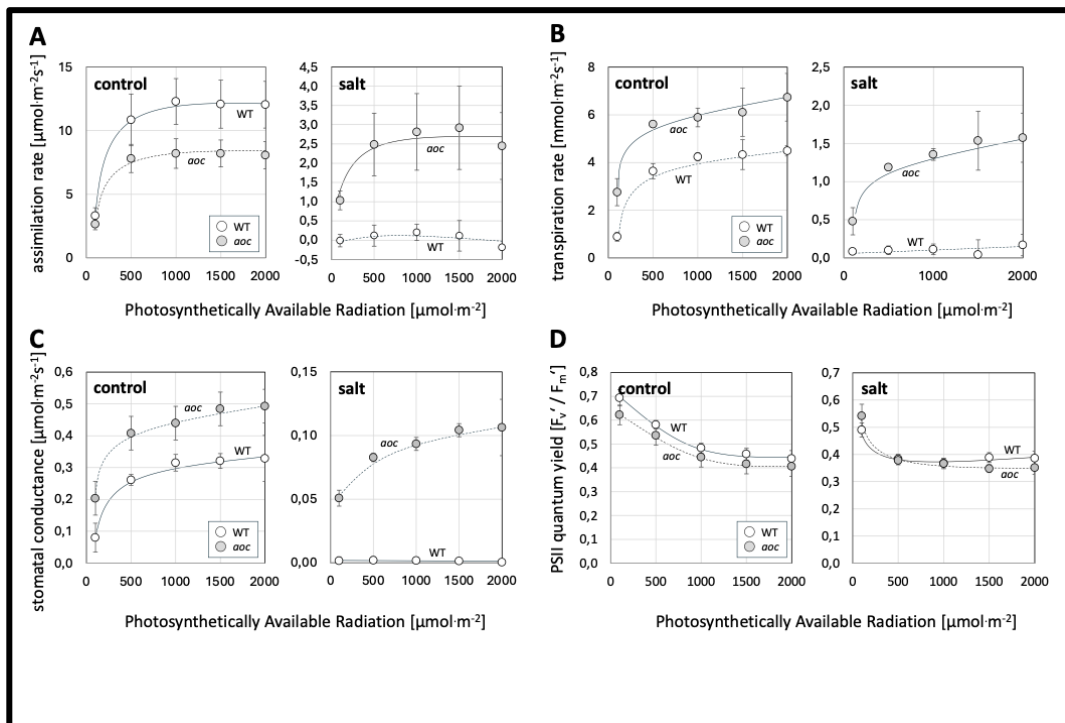 A
assimilation rate [µmol·m-2s-1]
control
15
12
9
6
3
0
WT
aoc
WT
aoc
0 500 1000 1500 2000
salt
4,5
4,0
3,5
3,0
2,5
2,0
1,5
1,0
0,5
0,0
-0,5
aoc
WT
0 500 1000 1500 2000
Photosynthetically Available Radiation [µmol·m-2]
B
transpiration rate [mmol·m-2s-1]
control
8
6
4
2
0
aoc
WT
WT
aoc
0 500 1000 1500 2000
salt
2,5
2,0
1,5
1,0
0,5
0,0
aoc
WT
0 1000 2000
Photosynthetically Available Radiation [µmol·m-2]
C
stomatal conductance [µmol·m-2s-1]
control
0,6
0,5
0,4
0,3
0,2
0,1
0,0
aoc
WT
WT
aoc
0 500 1000 1500 2000
salt
0,15
0,10
0,05
0,00
aoc
WT
0 500 1000 1500 2000
Photosynthetically Available Radiation [µmol·m-2]
D
PSII quantum yield [Fv‘ / Fm‘]
control
0,8
0,7
0,6
0,5
0,4
0,3
0,2
0,1
0,0
WT
aoc
WT
aoc
0 500 1000 1500 2000
salt
0,7
0,6
0,5
0,4
0,3
0,2
0,1
0,0
WT
aoc
0 500 1000 1500 2000
Photosynthetically Available Radiation [µmol·m-2]